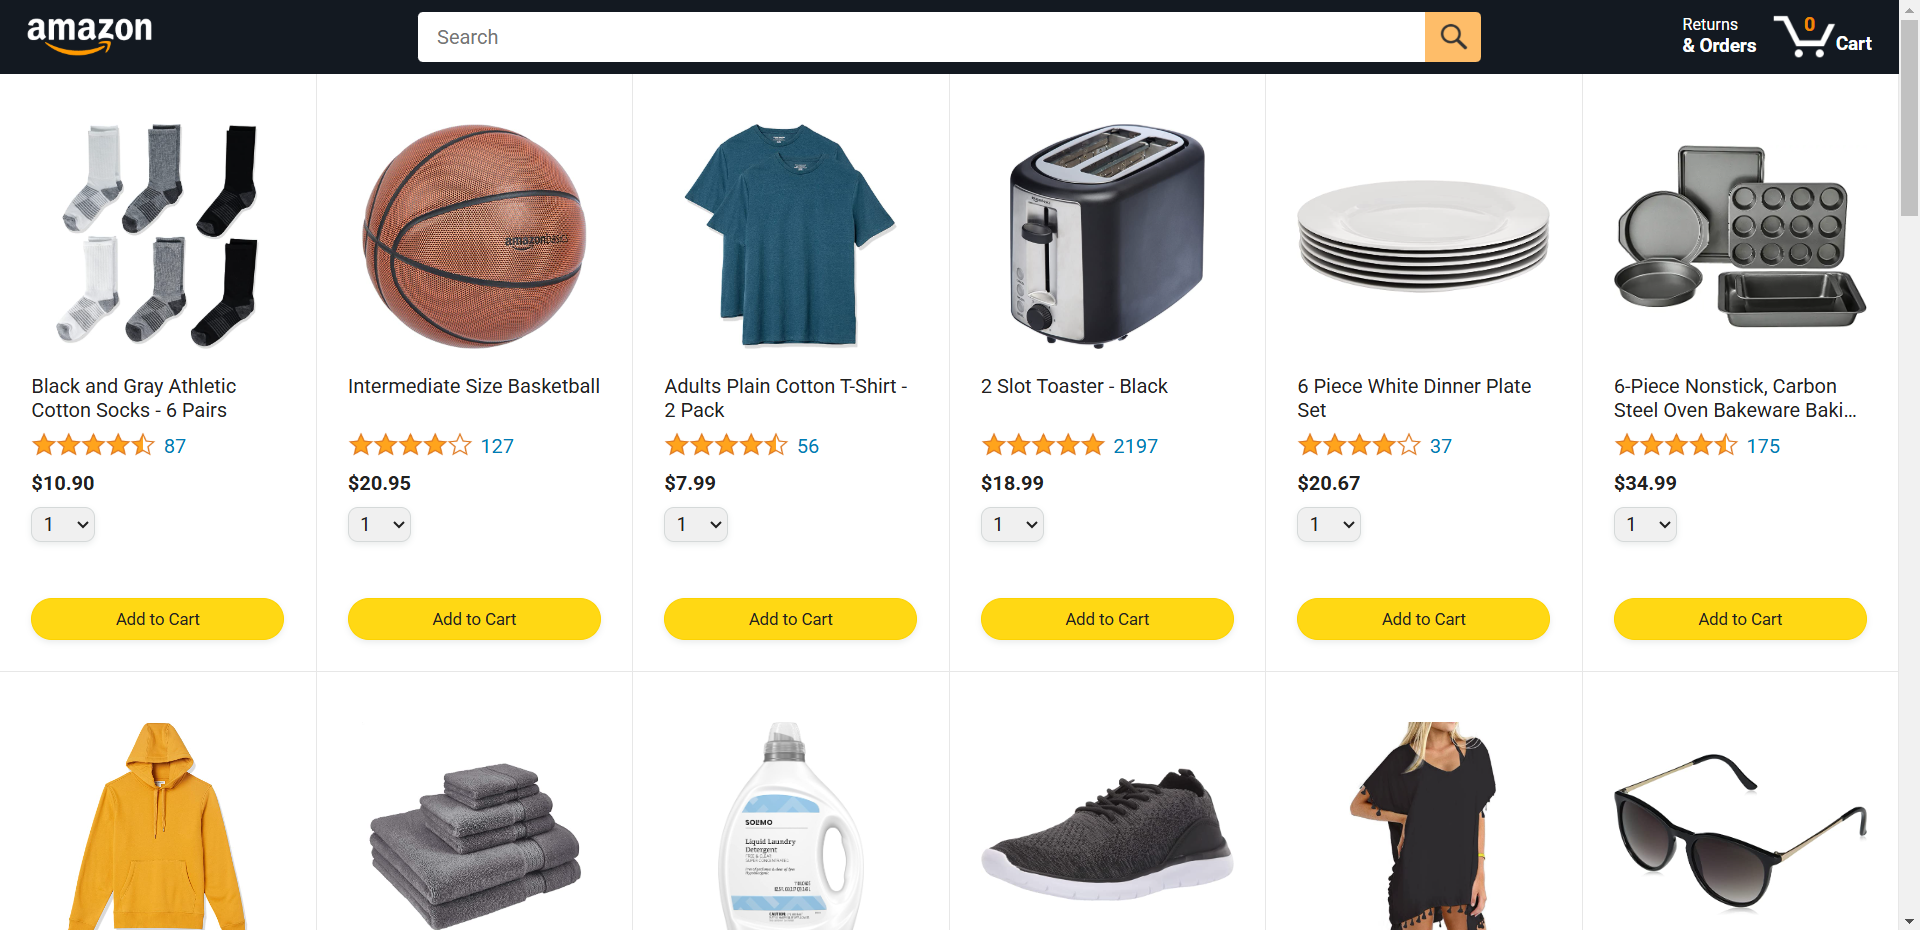 amazon
Search
Returns
& Orders
0
Cart
amazonbasics
Black and Gray Athletic
Cotton Socks - 6 Pairs
87
$10.90
1
Add to Cart
Intermediate Size Basketball
127
$20.95
1
Add to Cart
Adults Plain Cotton T-Shirt -
2 Pack
56
$7.99
1
Add to Cart
2 Slot Toaster - Black
2197
$18.99
1
Add to Cart
6 Piece White Dinner Plate
Set
37
$20.67
1
Add to Cart
6-Piece Nonstick, Carbon
Steel Oven Bakeware Baki...
175
$34.99
1
Add to Cart
SOLIMO
Liquid Laundry
Detergent
FREE & CLEAR